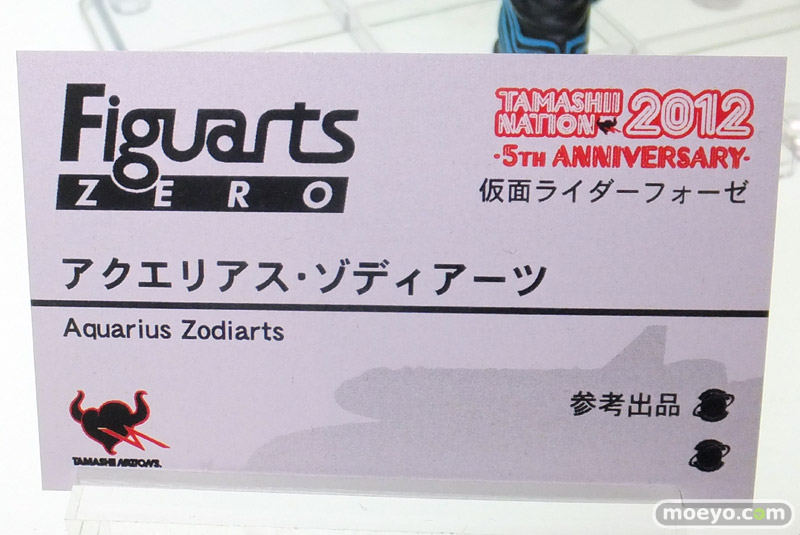 Figuarts
ZERO
TAMASHII
NATION 2012
·5TH ANNIVERSARY·
仮面ライダーフォーゼ
アクエリアス・ゾディアーツ
Aquarius Zodiarts
参考出品
TAMASHII NATIONS.
moeyo.com